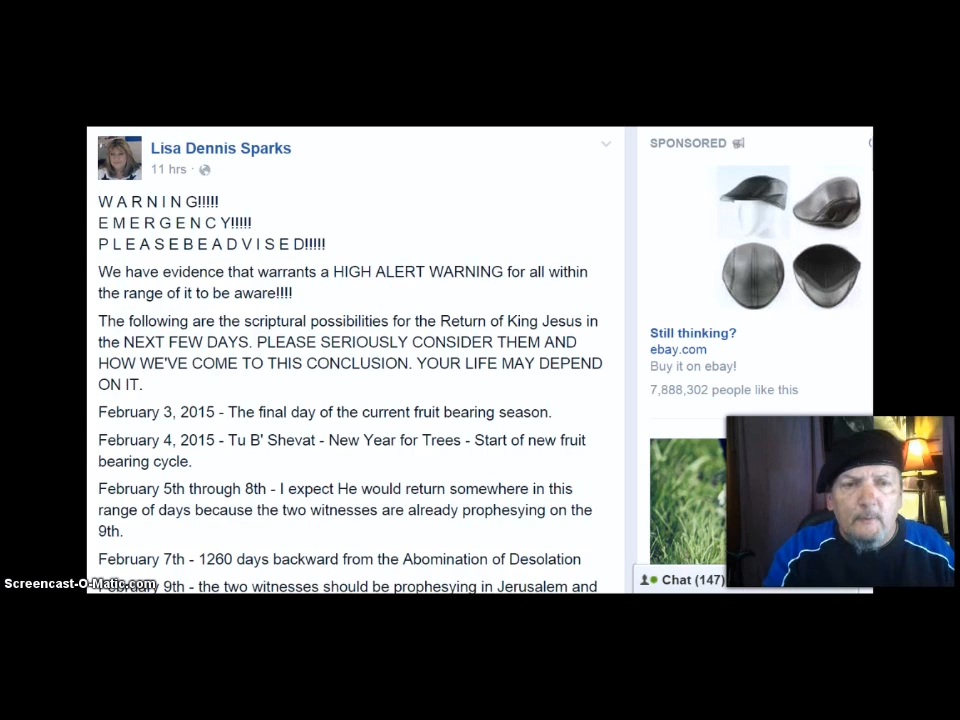 Lisa Dennis Sparks
11 hrs ·
W A R N I N G!!!!!
E M E R G E N C Y!!!!!
P L E A S E B E A D V I S E D!!!!!
We have evidence that warrants a HIGH ALERT WARNING for all within
the range of it to be aware!!!!
The following are the scriptural possibilities for the Return of King Jesus in
the NEXT FEW DAYS. PLEASE SERIOUSLY CONSIDER THEM AND
HOW WE'VE COME TO THIS CONCLUSION. YOUR LIFE MAY DEPEND
ON IT.
February 3, 2015 - The final day of the current fruit bearing season.
February 4, 2015 - Tu B' Shevat - New Year for Trees - Start of new fruit
bearing cycle.
February 5th through 8th - I expect He would return somewhere in this
range of days because the two witnesses are already prophesying on the
9th.
February 7th - 1260 days backward from the Abomination of Desolation
February 9th - the two witnesses should be prophesying in Jerusalem and
SPONSORED
Still thinking?
ebay.com
Buy it on ebay!
7,888,302 people like this
Chat (147)
Screencast-O-Matic.com